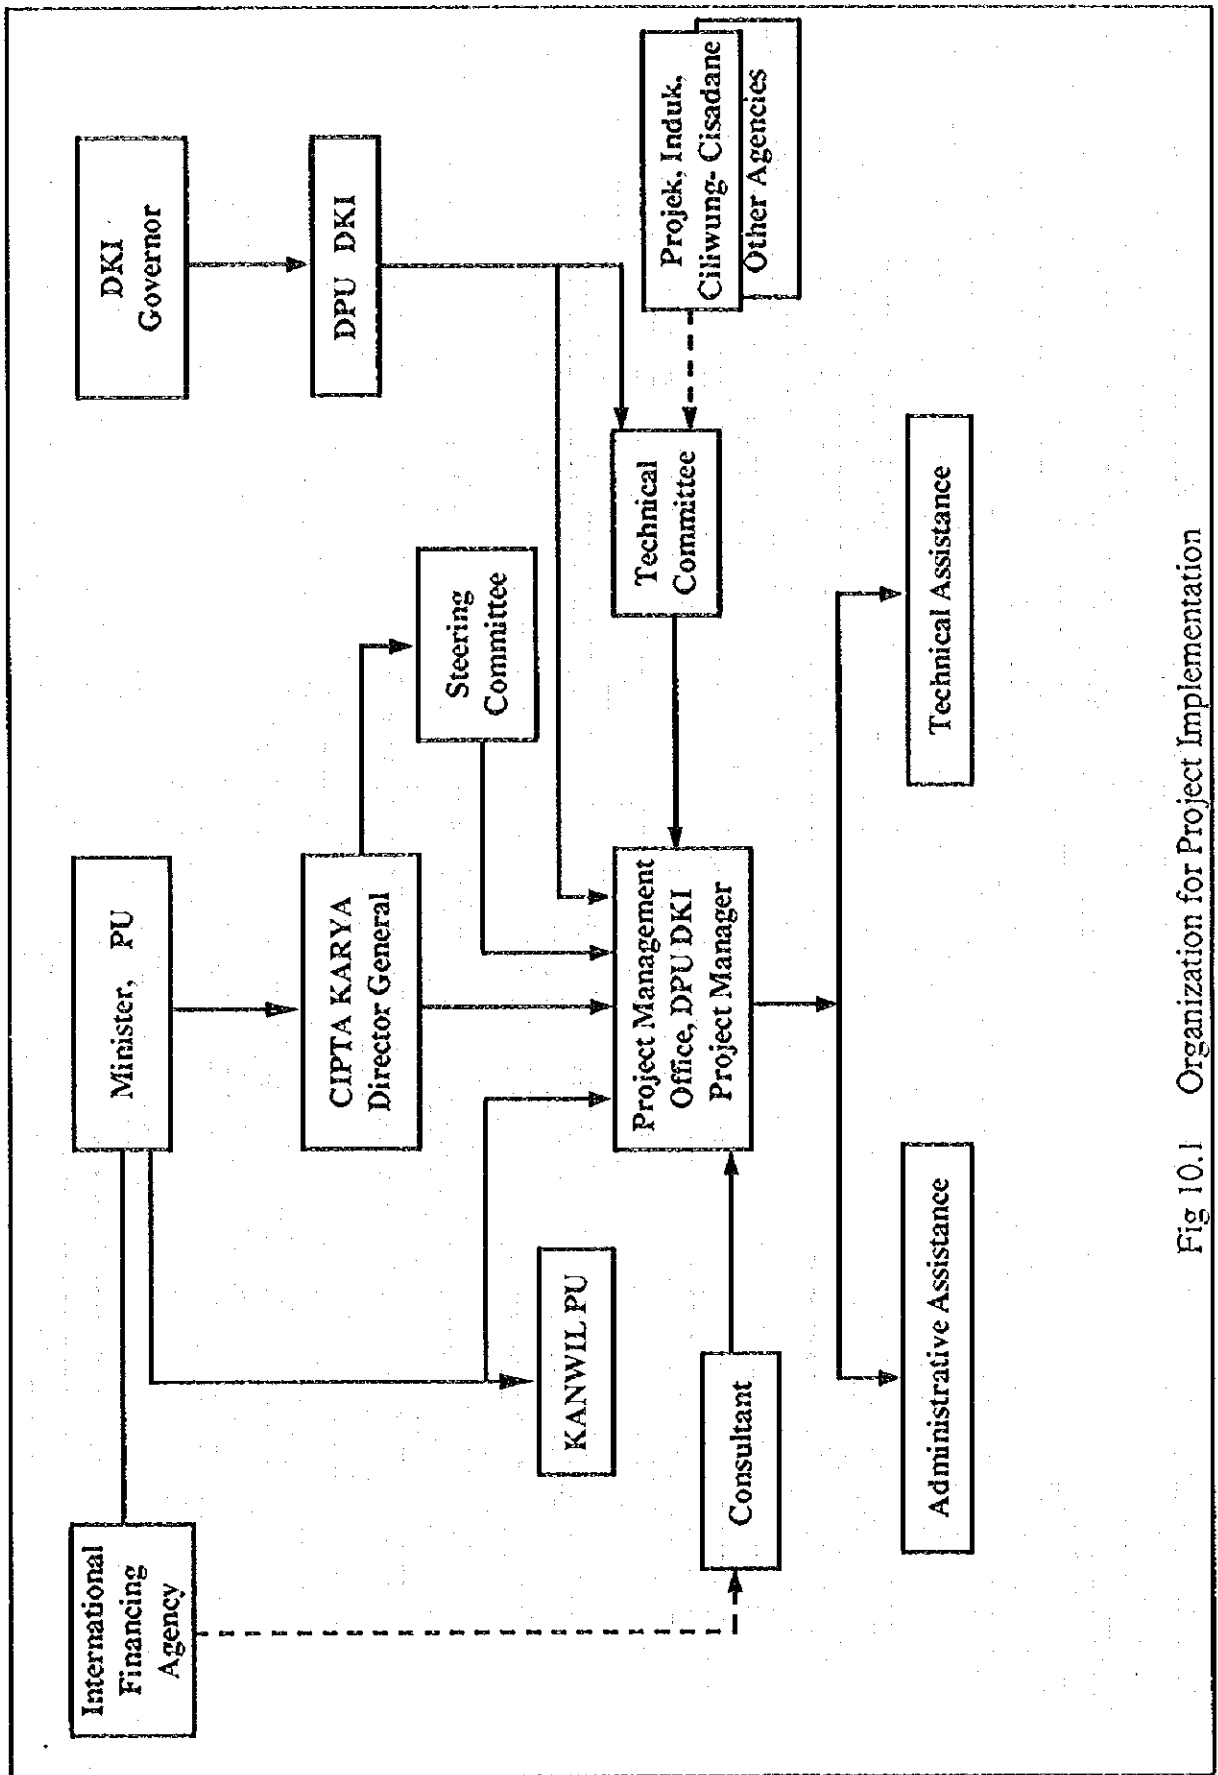 International
Financing
Agency
Minister, PU
DKI
Governor
CIPTA KARYA
Director General
DPU DKI
Steering
Committee
KANWIL PU
Consultant
Project Management
Office, DPU DKI
Project Manager
Technical
Committee
Projek, Induk,
Ciliwung- Cisadane
Other Agencies
Administrative Assistance
Technical Assistance
Fig 10.1 Organization for Project Implementation